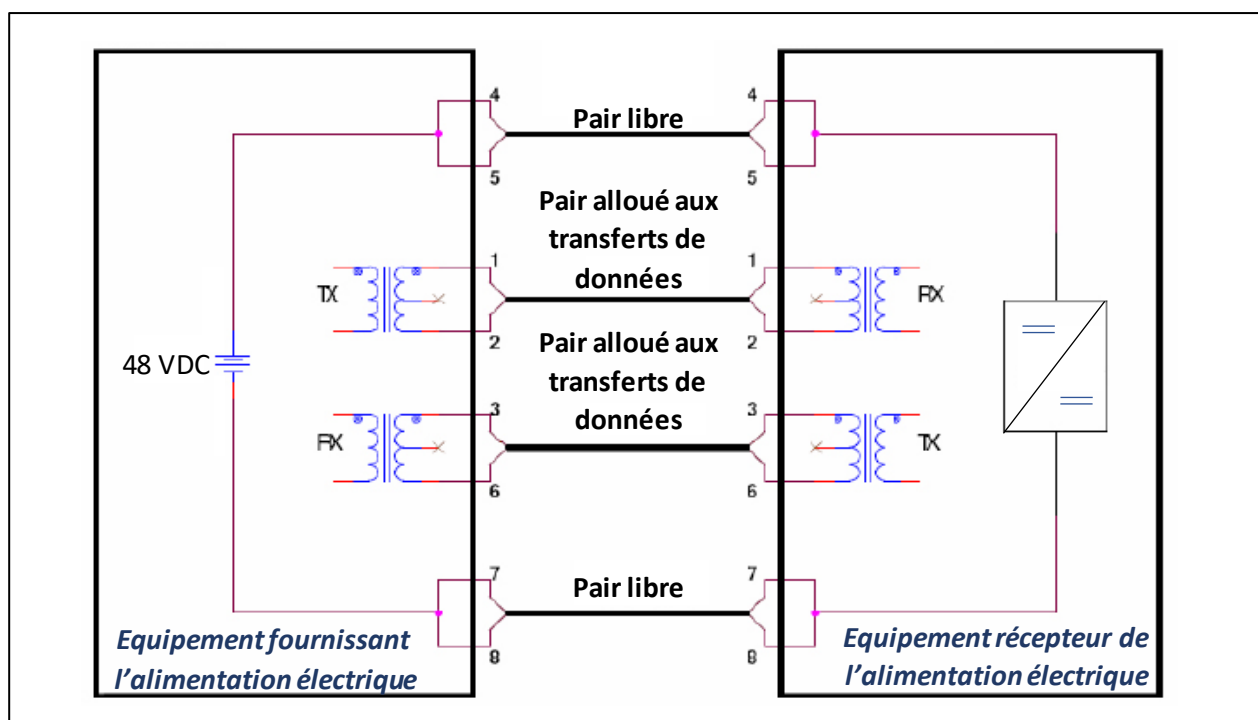 4
4
Pair libre
5
5
Pair alloué aux
transferts de
données
1
1
TX
RX
2
2
48 VDC
Pair alloué aux
transferts de
données
3
3
RX
TX
6
6
7
7
Pair libre
8
8
Equipement fournissant
l’alimentation électrique
Equipement récepteur de
l’alimentation électrique